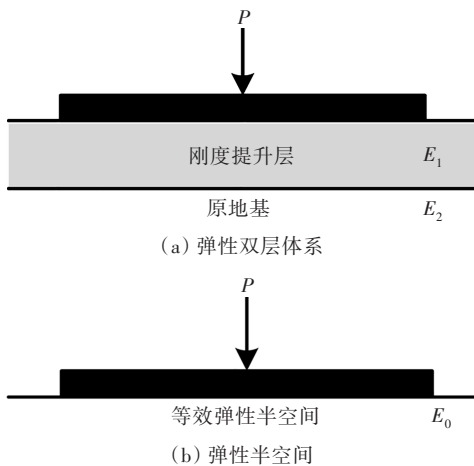 P
刚度提升层 E₁
原地基 E₂
(a) 弹性双层体系
P
等效弹性半空间 E₀
(b) 弹性半空间